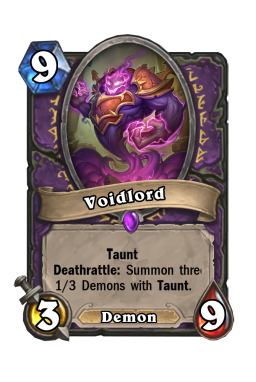 9
Voidlord
Taunt
Deathrattle: Summon thre
1/3 Demons with Taunt.
3
Demon
9